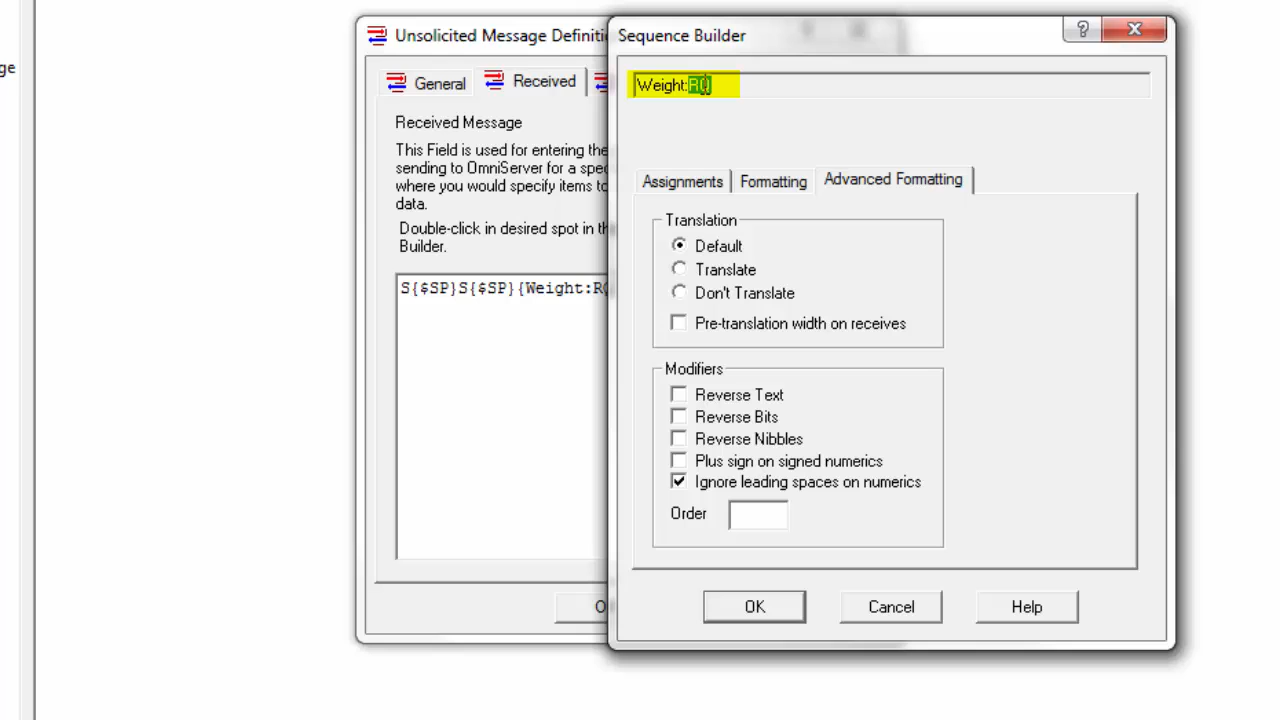 ge
Unsolicited Message Definiti
General
Received
Received Message
This Field is used for entering the
sending to OmniServer for a spec
where you would specify items to
data.
Double-click in desired spot in th
Builder.
S{$SP}S{$SP}{Weight:R
O
Sequence Builder
?
Weight:
Assignments
Formatting
Advanced Formatting
Translation
Default
Translate
Don't Translate
Pre-translation width on receives
Modifiers
Reverse Text
Reverse Bits
Reverse Nibbles
Plus sign on signed numerics
Ignore leading spaces on numerics
Order
OK
Cancel
Help